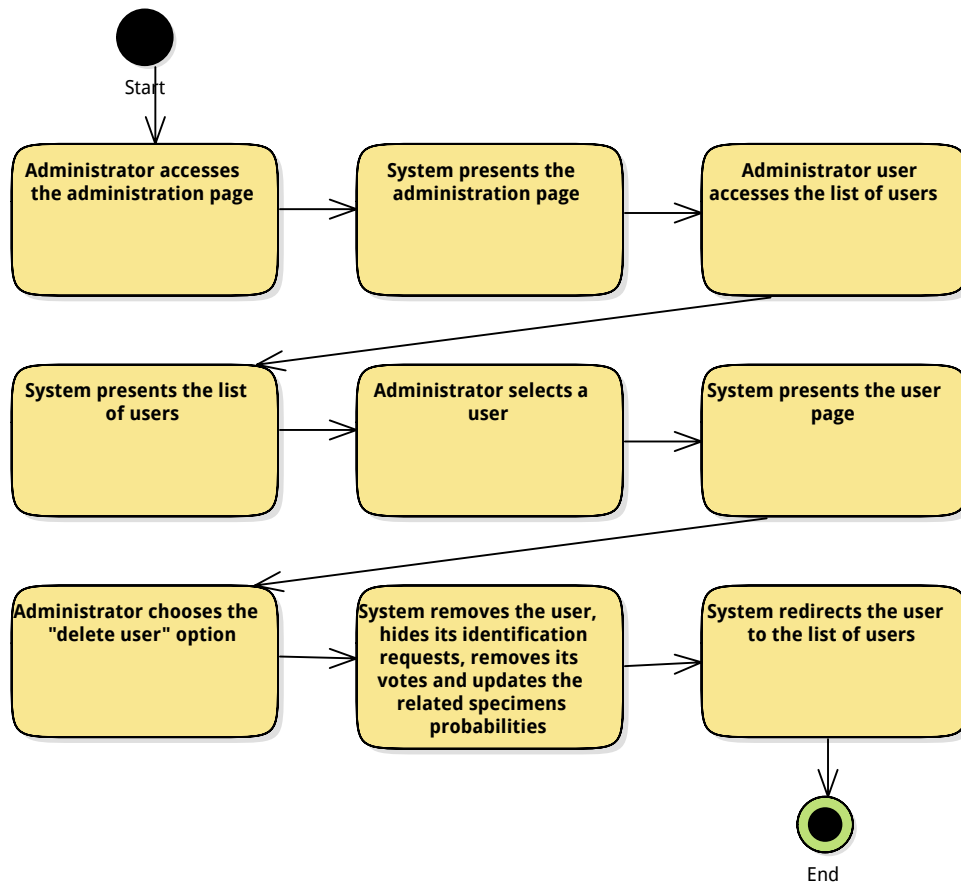 Start
Administrator accesses
the administration page
System presents the
administration page
Administrator user
accesses the list of users
System presents the list
of users
Administrator selects a
user
System presents the user
page
Administrator chooses the
"delete user" option
System removes the user,
hides its identification
requests, removes its
votes and updates the
related specimens
probabilities
System redirects the user
to the list of users
End